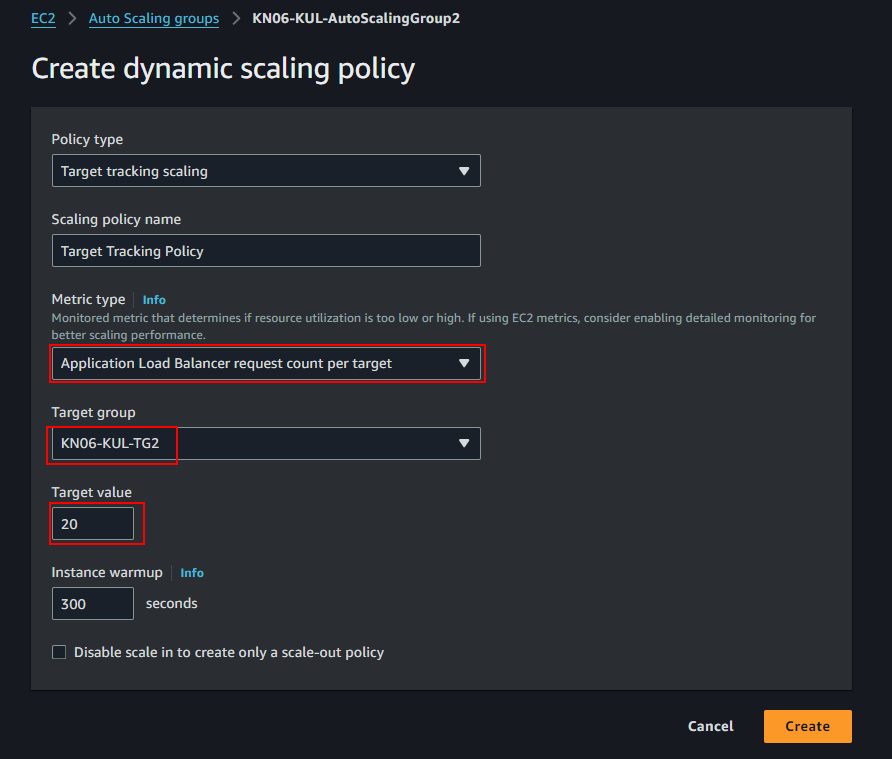 EC2 > Auto Scaling groups > KN06-KUL-AutoScalingGroup2
Create dynamic scaling policy
Policy type
Target tracking scaling
Scaling policy name
Target Tracking Policy
Metric type | Info
Monitored metric that determines if resource utilization is too low or high. If using EC2 metrics, consider enabling detailed monitoring for
better scaling performance.
Application Load Balancer request count per target
Target group
KN06-KUL-TG2
Target value
20
Instance warmup | Info
300 seconds
Disable scale in to create only a scale-out policy
Cancel Create